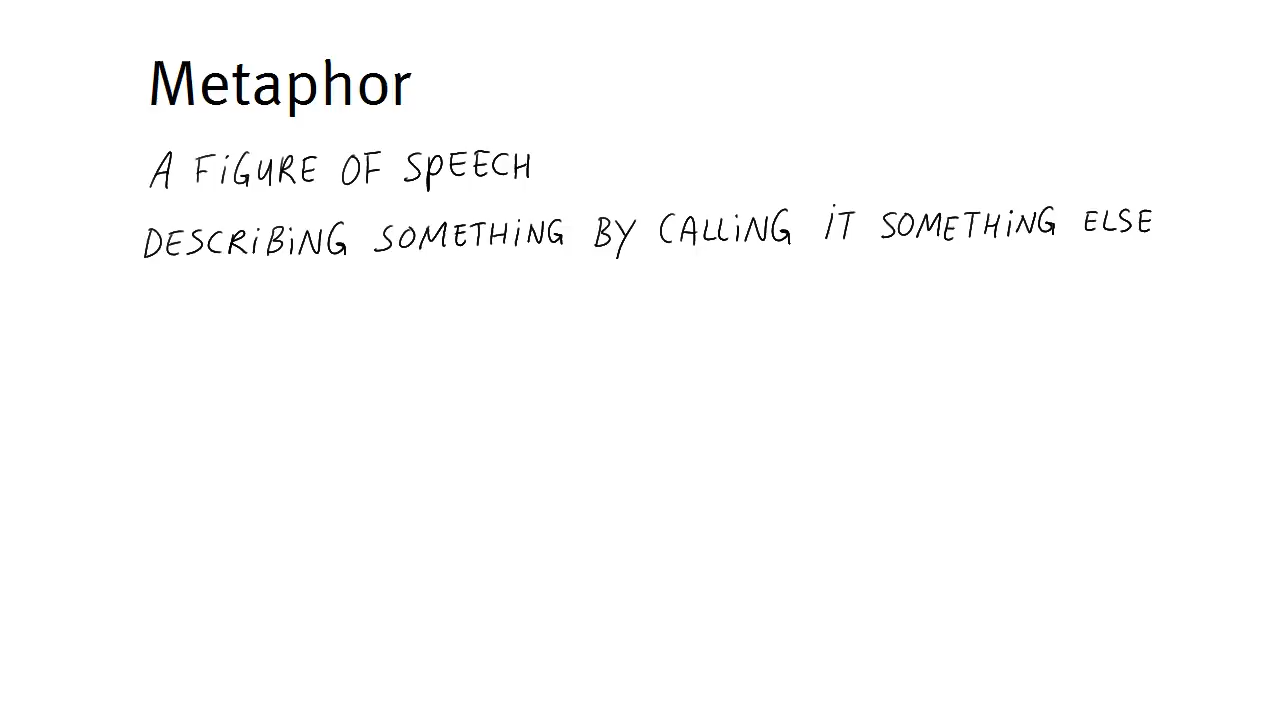 Metaphor
A FiGURE OF SPEECH
DESCRiBiNG SOMETHiNG BY CALLiNG iT SOMETHiNG ELSE